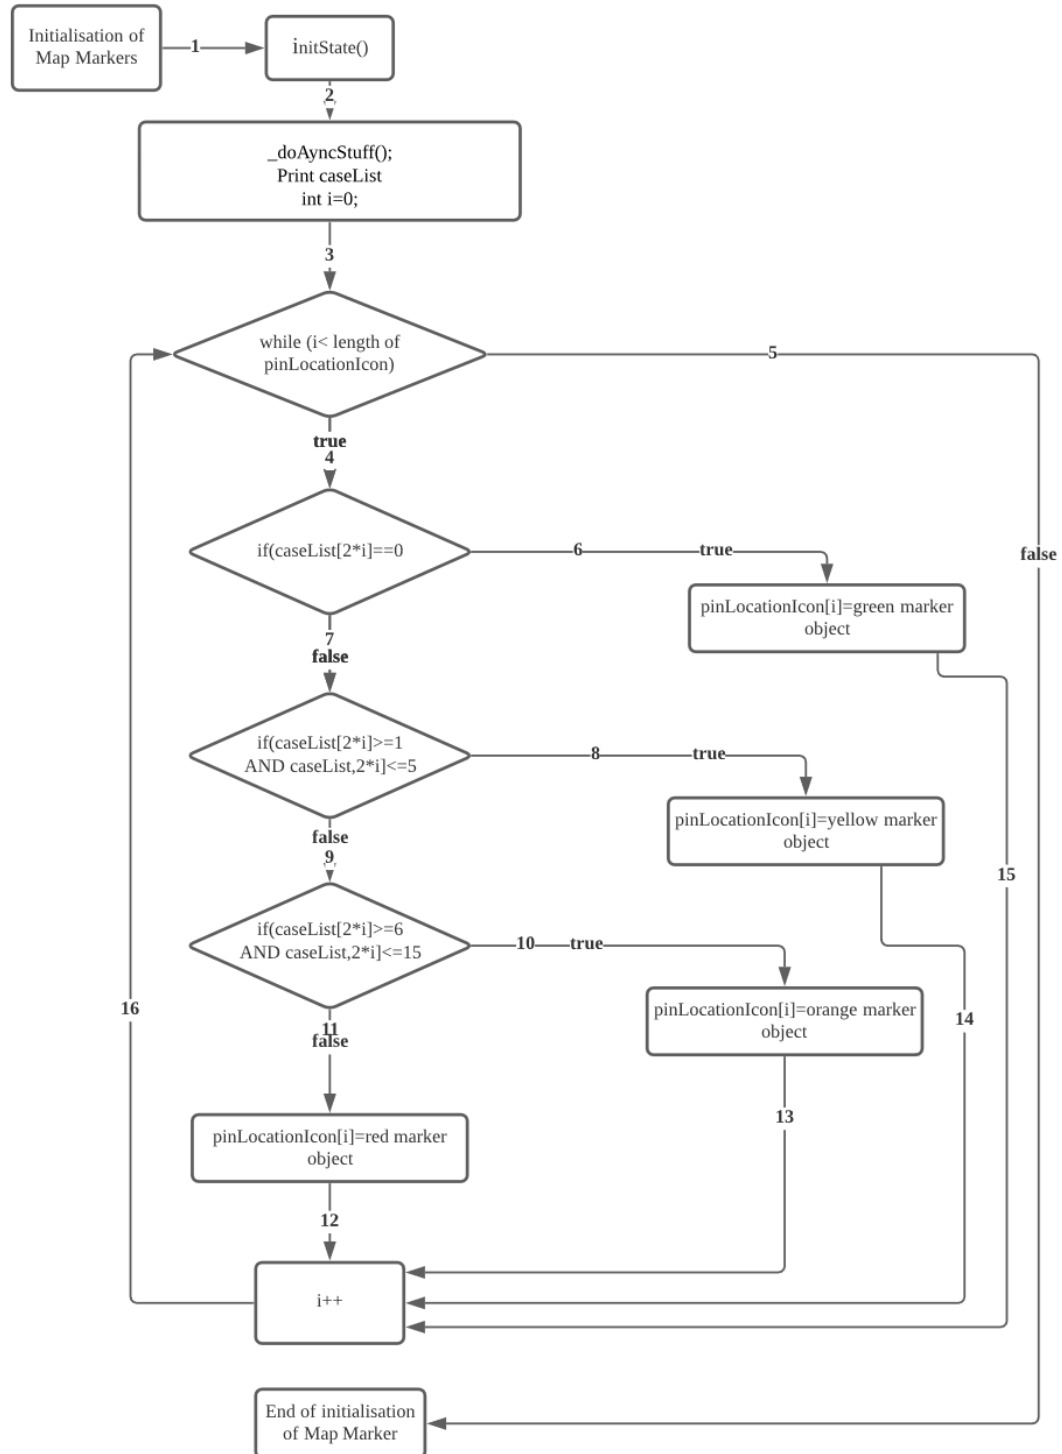 Initialisation of
Map Markers
1
initState()
2
_doAyncStuff();
Print caseList
int i=0;
3
while (i< length of
pinLocationIcon)
5
true
4
if(caseList[2*i]==0
6
true
false
pinLocationIcon[i]=green marker
object
7
false
if(caseList[2*i]>=1
AND caseList,2*i]<=5
8
true
pinLocationIcon[i]=yellow marker
object
false
9
15
if(caseList[2*i]>=6
AND caseList,2*i]<=15
10
true
pinLocationIcon[i]=orange marker
object
16
14
11
false
13
pinLocationIcon[i]=red marker
object
12
i++
End of initialisation
of Map Marker